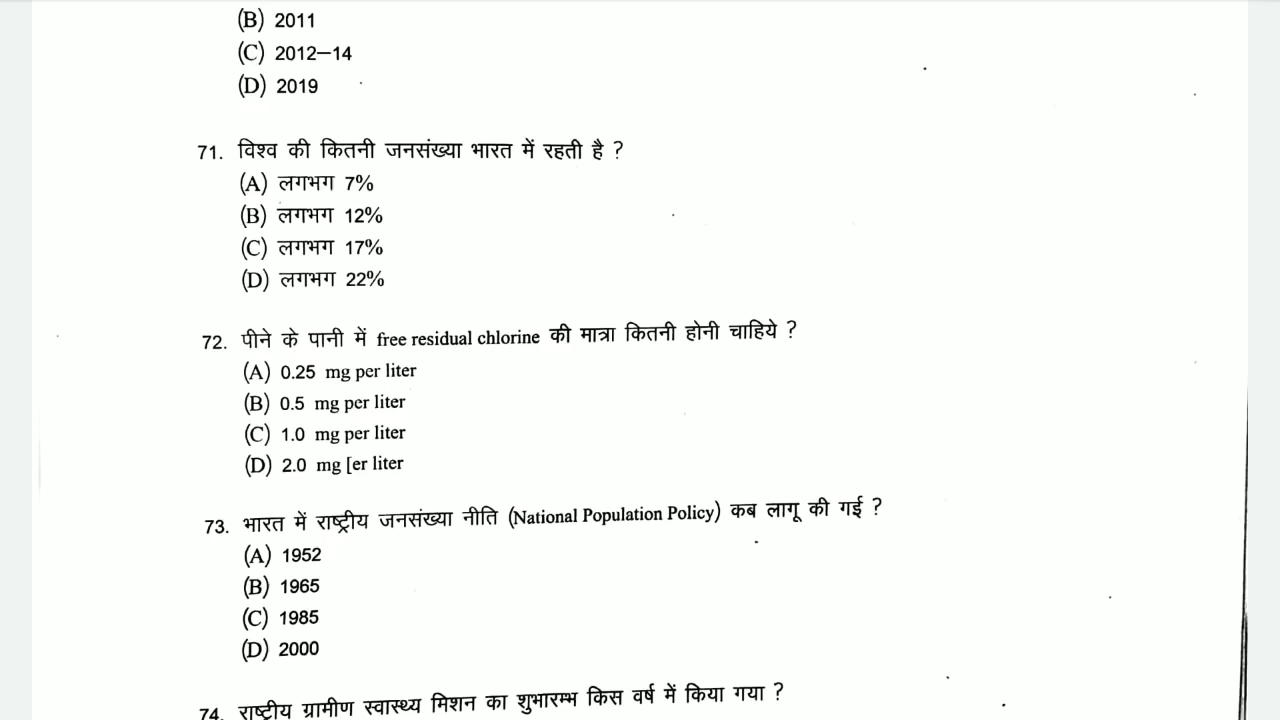 (B) 2011
(C) 2012–14
(D) 2019
71. विश्व की कितनी जनसंख्या भारत में रहती है ?
(A) लगभग 7%
(B) लगभग 12%
(C) लगभग 17%
(D) लगभग 22%
72. पीने के पानी में free residual chlorine की मात्रा कितनी होनी चाहिये ?
(A) 0.25 mg per liter
(B) 0.5 mg per liter
(C) 1.0 mg per liter
(D) 2.0 mg [er liter
73. भारत में राष्ट्रीय जनसंख्या नीति (National Population Policy) कब लागू की गई ?
(A) 1952
(B) 1965
(C) 1985
(D) 2000
74. राष्ट्रीय ग्रामीण स्वास्थ्य मिशन का शुभारम्भ किस वर्ष में किया गया ?